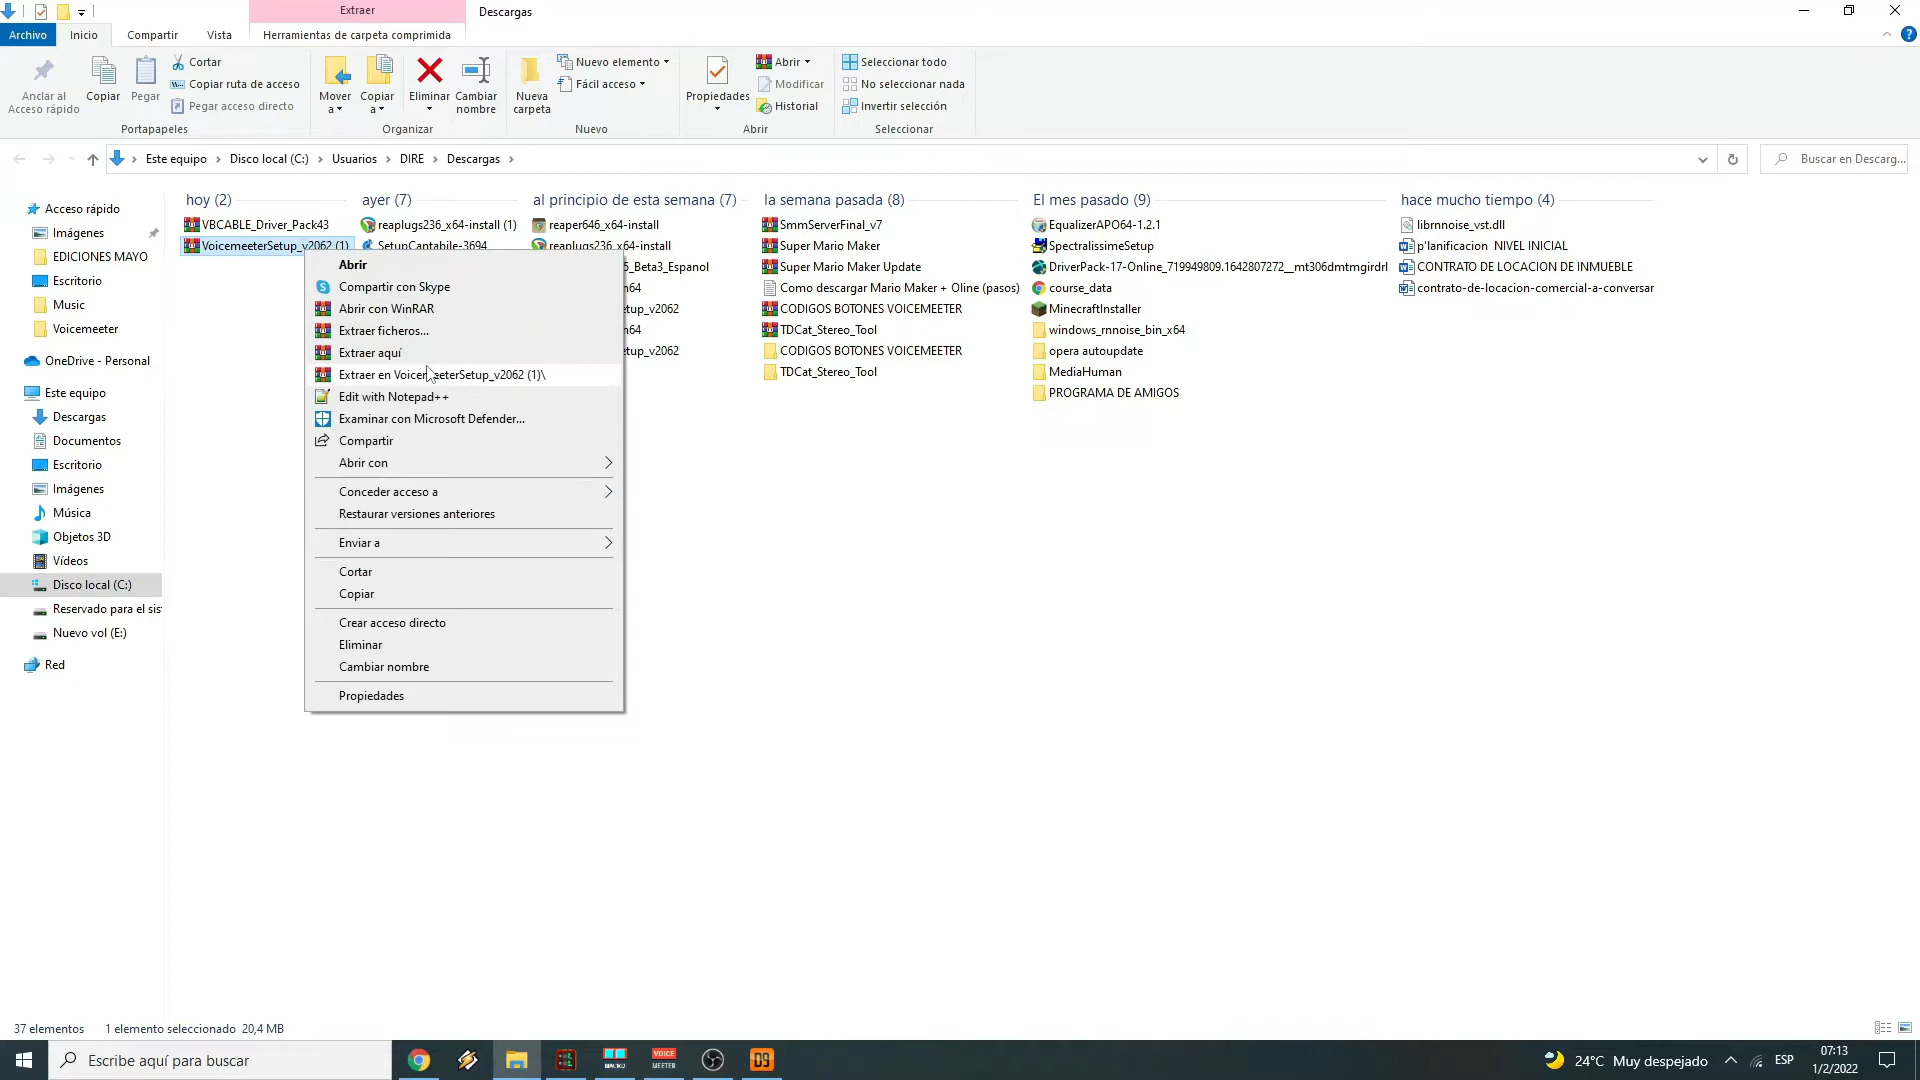 Extraer
Descargas
Archivo
Inicio
Compartir
Vista
Herramientas de carpeta comprimida
Anclar al
Acceso rápido
Copiar
Pegar
Cortar
Copiar ruta de acceso
Pegar acceso directo
Portapapeles
Mover
a
Copiar
a
Eliminar
Cambiar
nombre
Organizar
Nueva
carpeta
Nuevo elemento
Fácil acceso
Nuevo
Propiedades
Abrir
Modificar
Historial
Abrir
Seleccionar todo
No seleccionar nada
Invertir selección
Seleccionar
Este equipo
Disco local (C:)
Usuarios
DIRE
Descargas
Buscar en Descarg...
Acceso rápido
Imágenes
EDICIONES MAYO
Escritorio
Music
Voicemeeter
OneDrive - Personal
Este equipo
Descargas
Documentos
Escritorio
Imágenes
Música
Objetos 3D
Vídeos
Disco local (C:)
Reservado para el sis
Nuevo vol (E:)
Red
hoy (2)
VBCABLE_Driver_Pack43
VoicemeeterSetup_v2062 (1)
ayer (7)
reaplugs236_x64-install (1)
SetupCantabile-3694
al principio de esta semana (7)
reaper646_x64-install
reaplugs236_x64-install
5_Beta3_Espanol
n64
etup_v2062
n64
etup_v2062
la semana pasada (8)
SmmServerFinal_v7
Super Mario Maker
Super Mario Maker Update
Como descargar Mario Maker + Oline (pasos)
CODIGOS BOTONES VOICEMEETER
TDCat_Stereo_Tool
CODIGOS BOTONES VOICEMEETER
TDCat_Stereo_Tool
El mes pasado (9)
EqualizerAPO64-1.2.1
SpectralissimeSetup
DriverPack-17-Online_719949809.1642807272__mt306dmtmgirdrl
course_data
MinecraftInstaller
windows_rnnoise_bin_x64
opera autoupdate
MediaHuman
PROGRAMA DE AMIGOS
hace mucho tiempo (4)
librnnoise_vst.dll
p'lanificacion  NIVEL INICIAL
CONTRATO DE LOCACION DE INMUEBLE
contrato-de-locacion-comercial-a-conversar
Abrir
Compartir con Skype
Abrir con WinRAR
Extraer ficheros...
Extraer aquí
Extraer en VoicemeeterSetup_v2062 (1)\
Edit with Notepad++
Examinar con Microsoft Defender...
Compartir
Abrir con
Conceder acceso a
Restaurar versiones anteriores
Enviar a
Cortar
Copiar
Crear acceso directo
Eliminar
Cambiar nombre
Propiedades
37 elementos
1 elemento seleccionado  20,4 MB
Escribe aquí para buscar
MACRO
VOICE
MEETER
24°C  Muy despejado
ESP
07:13
1/2/2022